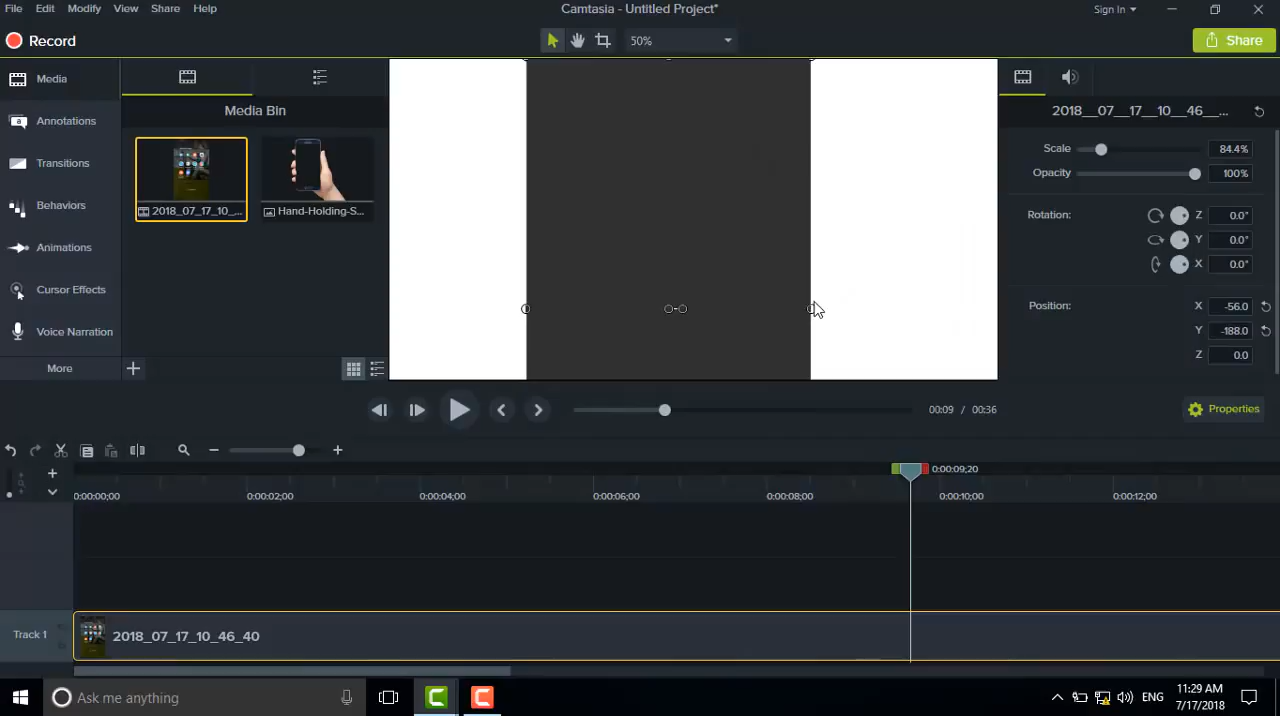 File Edit Modify View Share Help
Camtasia - Untitled Project*
Sign In
Record
50%
Share
Media
Annotations
Transitions
Behaviors
Animations
Cursor Effects
Voice Narration
More
Media Bin
2018_07_17_10_...
Hand-Holding-S...
2018__07__17__10__46__...
Scale 84.4%
Opacity 100%
Rotation: Z 0.0°
Y 0.0°
X 0.0°
Position: X -56.0
Y -188.0
Z 0.0
00:09 / 00:36
Properties
0:00:09;20
0:00:00;00 0:00:02;00 0:00:04;00 0:00:06;00 0:00:08;00 0:00:10;00 0:00:12;00
Track 1
2018_07_17_10_46_40
Ask me anything
ENG
11:29 AM
7/17/2018